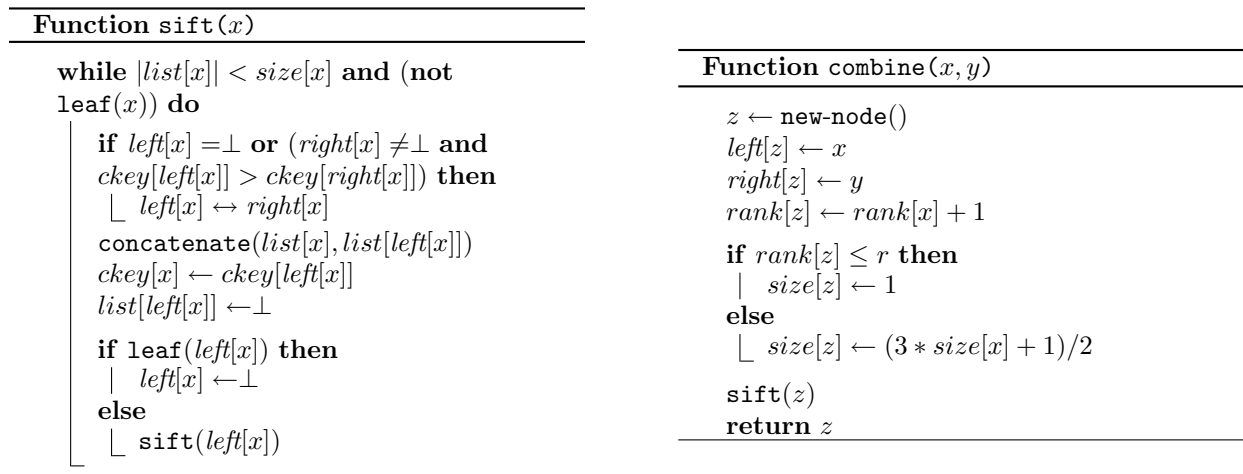 Function sift(x)
while |list[x]| < size[x] and (not
leaf(x)) do
if left[x] =⊥ or (right[x] ≠⊥ and
ckey[left[x]] > ckey[right[x]]) then
left[x] ↔ right[x]
concatenate(list[x], list[left[x]])
ckey[x] ← ckey[left[x]]
list[left[x]] ←⊥
if leaf(left[x]) then
left[x] ←⊥
else
sift(left[x])
Function combine(x, y)
z ← new-node()
left[z] ← x
right[z] ← y
rank[z] ← rank[x] + 1
if rank[z] ≤ r then
size[z] ← 1
else
size[z] ← (3 * size[x] + 1)/2
sift(z)
return z